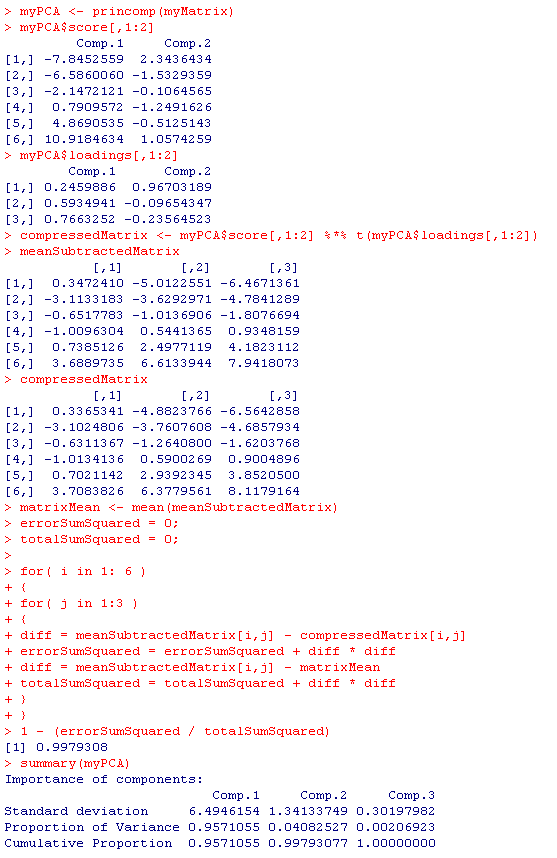 > myPCA <- princomp(myMatrix)
> myPCA$score[,1:2]
Comp.1 Comp.2
[1,] -7.8452559 2.3436434
[2,] -6.5860060 -1.5329359
[3,] -2.1472121 -0.1064565
[4,] 0.7909572 -1.2491626
[5,] 4.8690535 -0.5125143
[6,] 10.9184634 1.0574259
> myPCA$loadings[,1:2]
Comp.1 Comp.2
[1,] 0.2459886 0.96703189
[2,] 0.5934941 -0.09654347
[3,] 0.7663252 -0.23564523
> compressedMatrix <- myPCA$score[,1:2] %*% t(myPCA$loadings[,1:2])
> meanSubtractedMatrix
[,1] [,2] [,3]
[1,] 0.3472410 -5.0122551 -6.4671361
[2,] -3.1133183 -3.6292971 -4.7841289
[3,] -0.6517783 -1.0136906 -1.8076694
[4,] -1.0096304 0.5441365 0.9348159
[5,] 0.7385126 2.4977119 4.1823112
[6,] 3.6889735 6.6133944 7.9418073
> compressedMatrix
[,1] [,2] [,3]
[1,] 0.3365341 -4.8823766 -6.5642858
[2,] -3.1024806 -3.7607608 -4.6857934
[3,] -0.6311367 -1.2640800 -1.6203768
[4,] -1.0134136 0.5900269 0.9004896
[5,] 0.7021142 2.9392345 3.8520500
[6,] 3.7083826 6.3779561 8.1179164
> matrixMean <- mean(meanSubtractedMatrix)
> errorSumSquared = 0;
> totalSumSquared = 0;
>
> for( i in 1: 6 )
+ {
+ for( j in 1:3 )
+ {
+ diff = meanSubtractedMatrix[i,j] - compressedMatrix[i,j]
+ errorSumSquared = errorSumSquared + diff * diff
+ diff = meanSubtractedMatrix[i,j] - matrixMean
+ totalSumSquared = totalSumSquared + diff * diff
+ }
+ }
> 1 - (errorSumSquared / totalSumSquared)
[1] 0.9979308
> summary(myPCA)
Importance of components:
Comp.1 Comp.2 Comp.3
Standard deviation 6.4946154 1.34133749 0.30197982
Proportion of Variance 0.9571055 0.04082527 0.00206923
Cumulative Proportion 0.9571055 0.99793077 1.00000000